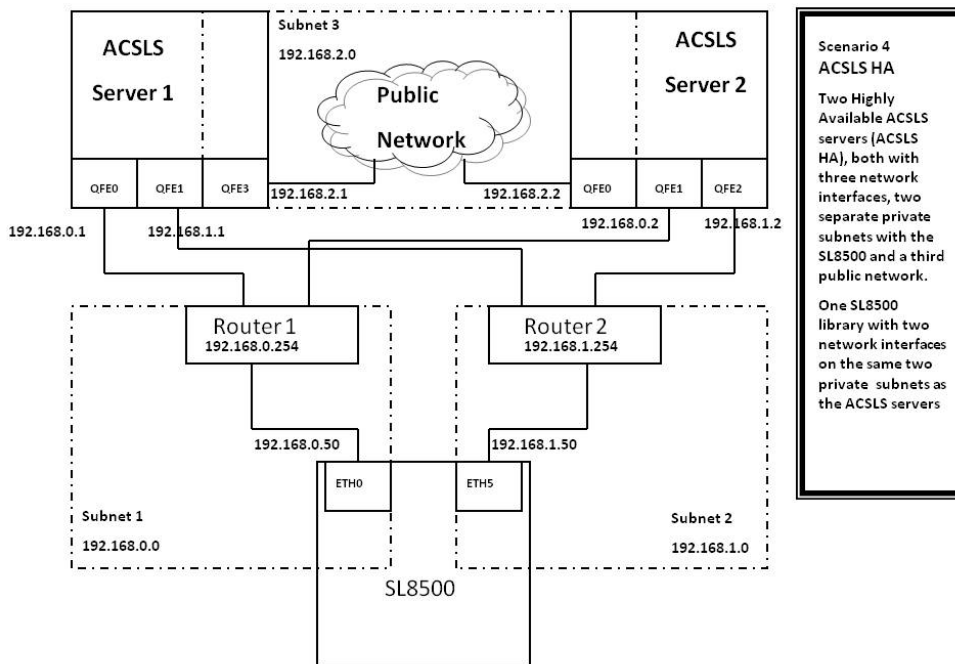 Subnet 3
192.168.2.0
ACSLS
Server 1
Public
Network
ACSLS
Server 2
QFE0
QFE1
QFE3
192.168.2.1
192.168.2.2
QFE0
QFE1
QFE2
192.168.0.1
192.168.1.1
192.168.0.2
192.168.1.2
Router 1
192.168.0.254
Router 2
192.168.1.254
192.168.0.50
192.168.1.50
ETH0
ETH5
Subnet 1
192.168.0.0
Subnet 2
192.168.1.0
SL8500
Scenario 4
ACSLS HA
Two Highly
Available ACSLS
servers (ACSLS
HA), both with
three network
interfaces, two
separate private
subnets with the
SL8500 and a third
public network.
One SL8500
library with two
network interfaces
on the same two
private subnets as
the ACSLS servers